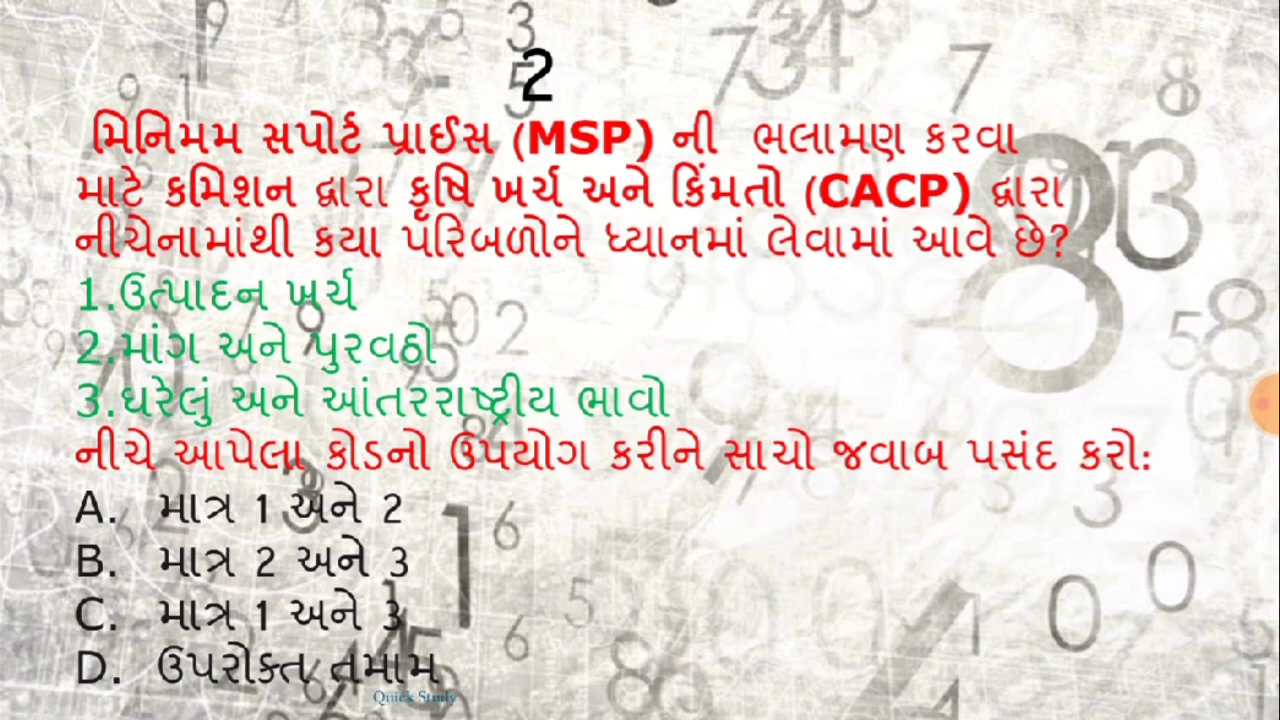 2
મિનિમમ સપોર્ટ પ્રાઈસ (MSP) ની ભલામણ કરવા
માટે કમિશન દ્વારા કૃષિ ખર્ચ અને કિંમતો (CACP) દ્વારા
નીચેનામાંથી કયા પરિબળોને ધ્યાનમાં લેવામાં આવે છે?
1.ઉત્પાદન ખર્ચ
2.માંગ અને પુરવઠો
3.ઘરેલું અને આંતરરાષ્ટ્રીય ભાવો
નીચે આપેલા કોડનો ઉપયોગ કરીને સાચો જવાબ પસંદ કરો:
A. માત્ર 1 અને 2
B. માત્ર 2 અને 3
C. માત્ર 1 અને 3
D. ઉપરોક્ત તમામ
Quick Study